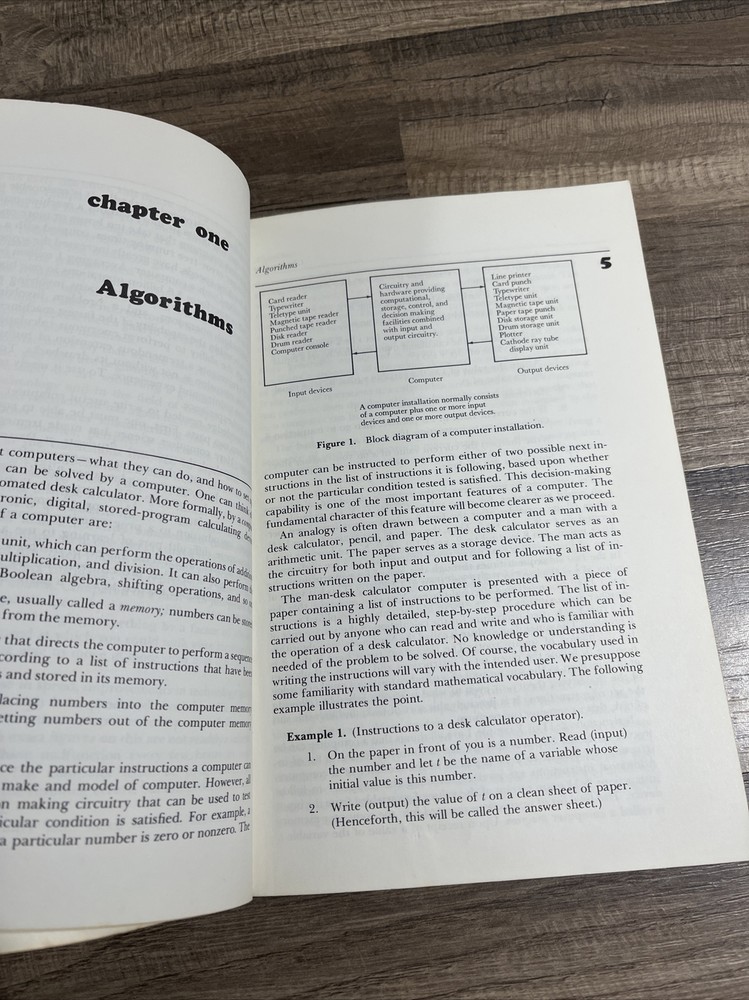 chapter one
Algorithms
t computers—what they can do, and how to
can be solved by a computer. One can think
omated desk calculator. More formally, by a
ronic, digital, stored-program calculating
f a computer are:
unit, which can perform the operations of
ultiplication, and division. It can also perform
Boolean algebra, shifting operations, and so
e, usually called a memory; numbers can be
from the memory.
that directs the computer to perform a
cording to a list of instructions that have been
s and stored in its memory.
lacing numbers into the computer memory
etting numbers out of the computer memory
ce the particular instructions a computer can
make and model of computer. However, all
n making circuitry that can be used to test
icular condition is satisfied. For example, a
a particular number is zero or nonzero. The
Algorithms
5
Card reader
Typewriter
Teletype unit
Magnetic tape reader
Punched tape reader
Disk reader
Drum reader
Computer console
Input devices
Circuitry and
hardware providing
computational,
storage, control, and
decision making
facilities combined
with input and
output circuitry.
Computer
Line printer
Card punch
Typewriter
Teletype unit
Magnetic tape unit
Paper tape punch
Disk storage unit
Drum storage unit
Plotter
Cathode ray tube
display unit
Output devices
A computer installation normally consists
of a computer plus one or more input
devices and one or more output devices.
Figure 1. Block diagram of a computer installation.
computer can be instructed to perform either of two possible next in-
structions in the list of instructions it is following, based upon whether
or not the particular condition tested is satisfied. This decision-making
capability is one of the most important features of a computer. The
fundamental character of this feature will become clearer as we proceed.
An analogy is often drawn between a computer and a man with a
desk calculator, pencil, and paper. The desk calculator serves as an
arithmetic unit. The paper serves as a storage device. The man acts as
the circuitry for both input and output and for following a list of in-
structions written on the paper.
The man-desk calculator computer is presented with a piece of
paper containing a list of instructions to be performed. The list of in-
structions is a highly detailed, step-by-step procedure which can be
carried out by anyone who can read and write and who is familiar with
the operation of a desk calculator. No knowledge or understanding is
needed of the problem to be solved. Of course, the vocabulary used in
writing the instructions will vary with the intended user. We presuppose
some familiarity with standard mathematical vocabulary. The following
example illustrates the point.
Example 1. (Instructions to a desk calculator operator).
1. On the paper in front of you is a number. Read (input)
the number and let t be the name of a variable whose
initial value is this number.
2. Write (output) the value of t on a clean sheet of paper.
(Henceforth, this will be called the answer sheet.)